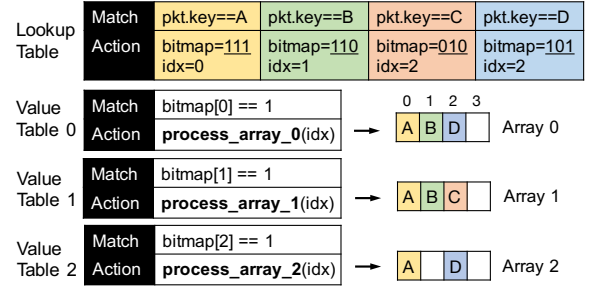 Lookup Table
Match pkt.key==A pkt.key==B pkt.key==C pkt.key==D
Action bitmap=111 bitmap=110 bitmap=010 bitmap=101
idx=0 idx=1 idx=2 idx=2
Value Table 0
Match bitmap[0] == 1
Action process_array_0(idx)
0 1 2 3
A B D Array 0
Value Table 1
Match bitmap[1] == 1
Action process_array_1(idx)
A B C Array 1
Value Table 2
Match bitmap[2] == 1
Action process_array_2(idx)
A D Array 2